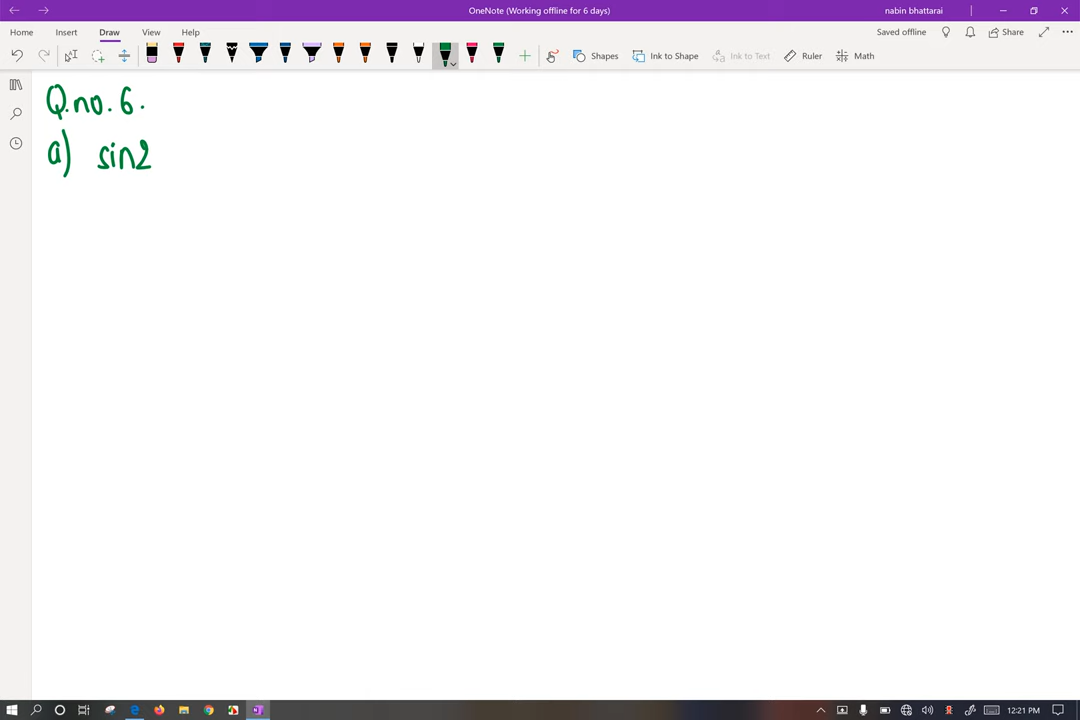 OneNote (Working offline for 6 days)
nabin bhattarai
Home Insert Draw View Help
Saved offline
Share
Shapes
Ink to Shape
Ink to Text
Ruler
Math
Q.no.6.
a) sin2
12:21 PM